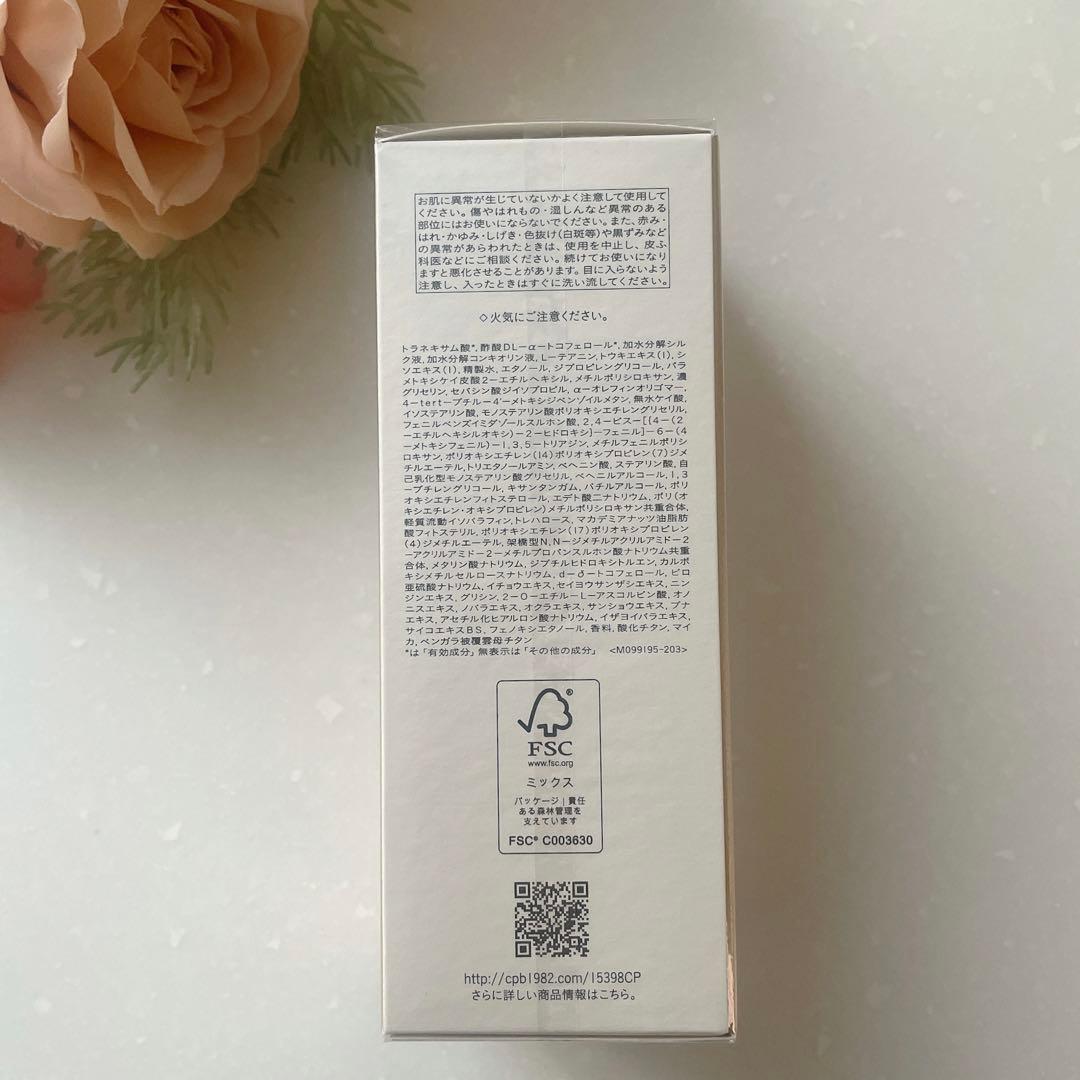 お肌に異常が生じていないかよく注意して使用して
ください。傷やはれもの・湿しんなど異常のある
部位にはお使いにならないでください。また、赤み・
はれ・かゆみ・しげき・色抜け(白斑等)や黒ずみなど
の異常があらわれたときは、使用を中止し、皮ふ
科医などにご相談ください。続けてお使いになり
ますと悪化させることがあります。目に入らないよう
注意し、入ったときはすぐに洗い流してください。
◇火気にご注意ください。
トラネキサム酸*, 酢酸DL-α-トコフェロール*, 加水分解シル
ク液, 加水分解コンキオリン液, L-テアニン, トウキエキス(1), シ
ソエキス(1), 精製水, エタノール, ジプロピレングリコール, パラ
メトキシケイ皮酸2-エチルヘキシル, メチルポリシロキサン, 濃
グリセリン, セバシン酸ジイソプロピル, α-オレフィンオリゴマー,
4-tert-ブチル-4'-メトキシジベンゾイルメタン, 無水ケイ酸,
イソステアリン酸, モノステアリン酸ポリオキシエチレングリセリル,
フェニルベンズイミダゾールスルホン酸, 2,4-ビス-[{4-(2
-エチルヘキシルオキシ)-2-ヒドロキシ}-フェニル]-6-(4
-メトキシフェニル)-1,3,5-トリアジン, メチルフェニルポリシ
ロキサン, ポリオキシエチレン(14)ポリオキシプロピレン(7)ジメ
チルエーテル, トリエタノールアミン, ベヘニン酸, ステアリン酸, 自
己乳化型モノステアリン酸グリセリル, ベヘニルアルコール, 1,3
-ブチレングリコール, キサンタンガム, バチルアルコール, ポリ
オキシエチレンフィトステロール, エデト酸二ナトリウム, ポリ(オ
キシエチレン・オキシプロピレン)メチルポリシロキサン共重合体,
軽質流動イソパラフィン, トレハロース, マカデミアナッツ油脂肪
酸フィトステリル, ポリオキシエチレン(17)ポリオキシプロピレン
(4)ジメチルエーテル, 架橋型N,N-ジメチルアクリルアミド-2
-アクリルアミド-2-メチルプロパンスルホン酸ナトリウム共重
合体, メタリン酸ナトリウム, ジブチルヒドロキシトルエン, カルボ
キシメチルセルロースナトリウム, d-δ-トコフェロール, ピロ
亜硫酸ナトリウム, イチョウエキス, セイヨウサンザシエキス, ニン
ジンエキス, グリシン, 2-O-エチル-L-アスコルビン酸, オノ
ニスエキス, ノバラエキス, オクラエキス, サンショウエキス, ブナ
エキス, アセチル化ヒアルロン酸ナトリウム, イザヨイバラエキス,
サイコエキスBS, フェノキシエタノール, 香料, 酸化チタン, マイ
カ, ベンガラ被覆雲母チタン
*は「有効成分」無表示は「その他の成分」 <M099195-203>
®
FSC
www.fsc.org
ミックス
パッケージ|責任
ある森林管理を
支えています
FSC® C003630
http://cpb1982.com/15398CP
さらに詳しい商品情報はこちら。